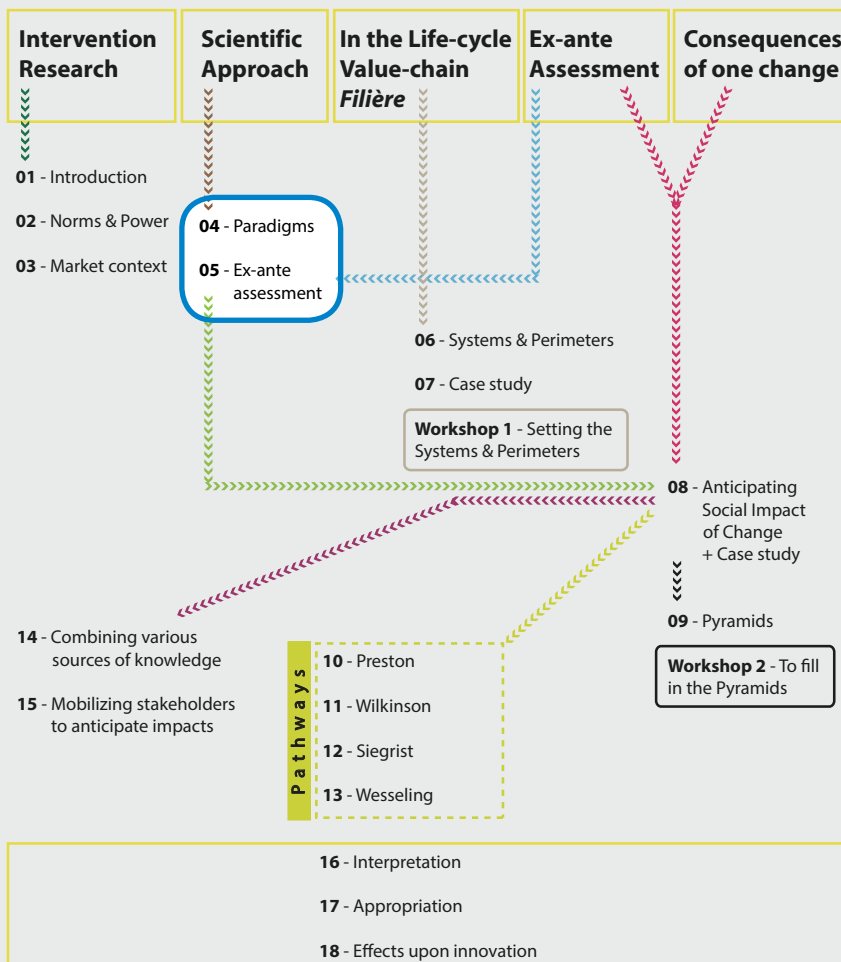 Intervention
Research
Scientific
Approach
In the Life-cycle
Value-chain
Filière
Ex-ante
Assessment
Consequences
of one change
01 - Introduction
02 - Norms & Power
03 - Market context
04 - Paradigms
05 - Ex-ante
assessment
06 - Systems & Perimeters
07 - Case study
Workshop 1 - Setting the
Systems & Perimeters
08 - Anticipating
Social Impact
of Change
+ Case study
09 - Pyramids
Workshop 2 - To fill
in the Pyramids
14 - Combining various
sources of knowledge
15 - Mobilizing stakeholders
to anticipate impacts
Pathways
10 - Preston
11 - Wilkinson
12 - Siegrist
13 - Wesseling
16 - Interpretation
17 - Appropriation
18 - Effects upon innovation